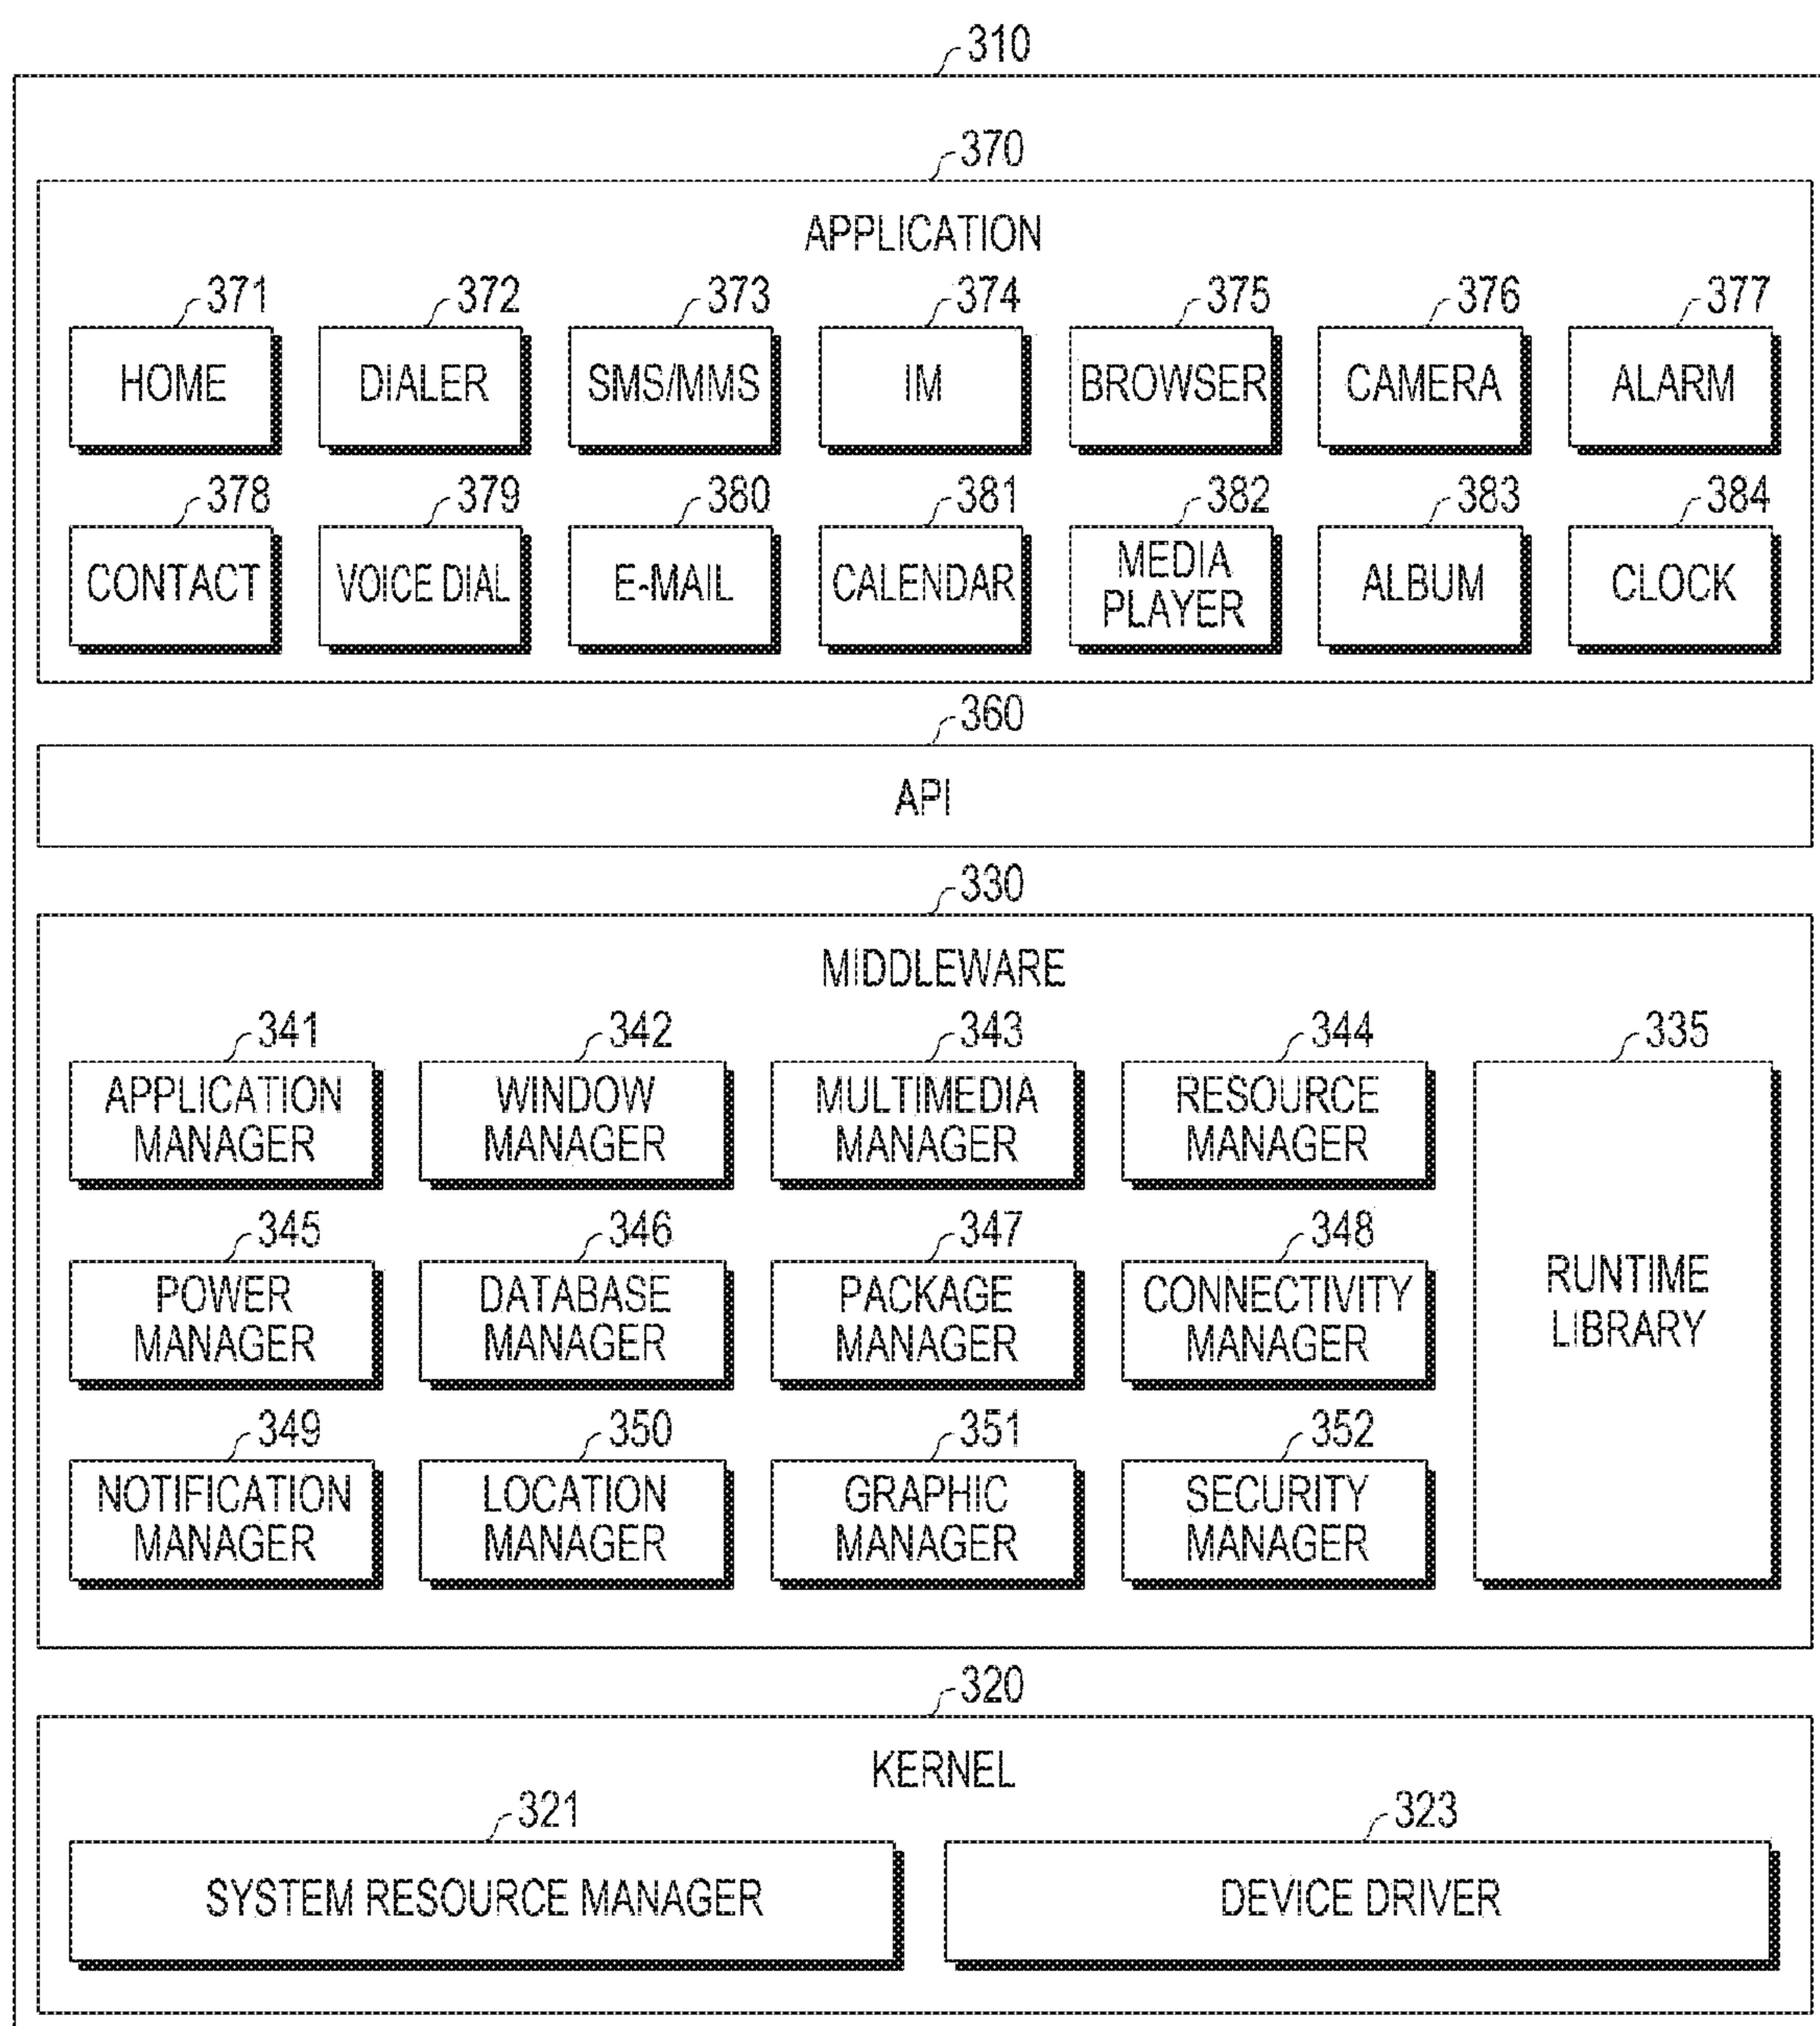 310
370
APPLICATION
371 372 373 374 375 376 377
HOME DIALER SMS/MMS IM BROWSER CAMERA ALARM
378 379 380 381 382 383 384
CONTACT VOICE DIAL E-MAIL CALENDAR MEDIA PLAYER ALBUM CLOCK
360
API
330
MIDDLEWARE
341 342 343 344 335
APPLICATION MANAGER WINDOW MANAGER MULTIMEDIA MANAGER RESOURCE MANAGER
345 346 347 348
POWER MANAGER DATABASE MANAGER PACKAGE MANAGER CONNECTIVITY MANAGER RUNTIME LIBRARY
349 350 351 352
NOTIFICATION MANAGER LOCATION MANAGER GRAPHIC MANAGER SECURITY MANAGER
320
KERNEL
321 323
SYSTEM RESOURCE MANAGER DEVICE DRIVER